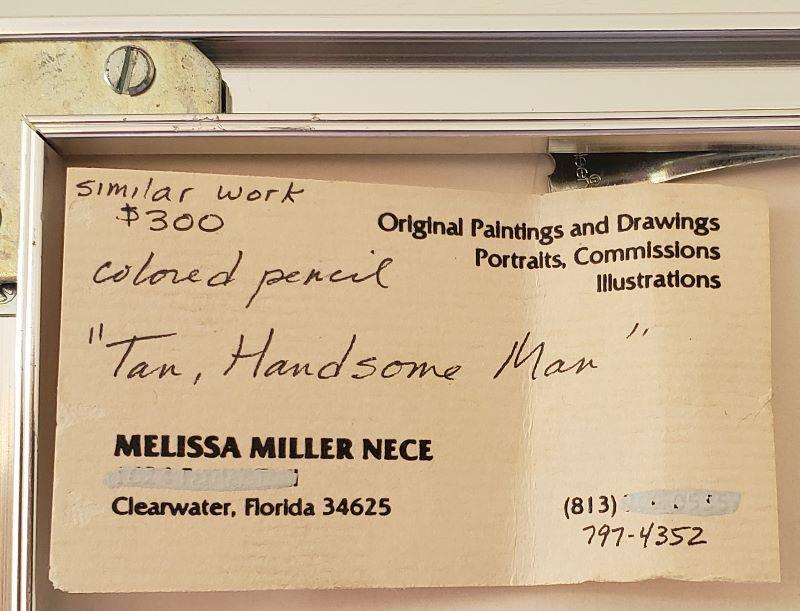 similar work
$300
colored pencil
"Tan, Handsome Man"
Original Paintings and Drawings
Portraits, Commissions
Illustrations
MELISSA MILLER NECE
Clearwater, Florida 34625
(813)
797-4352